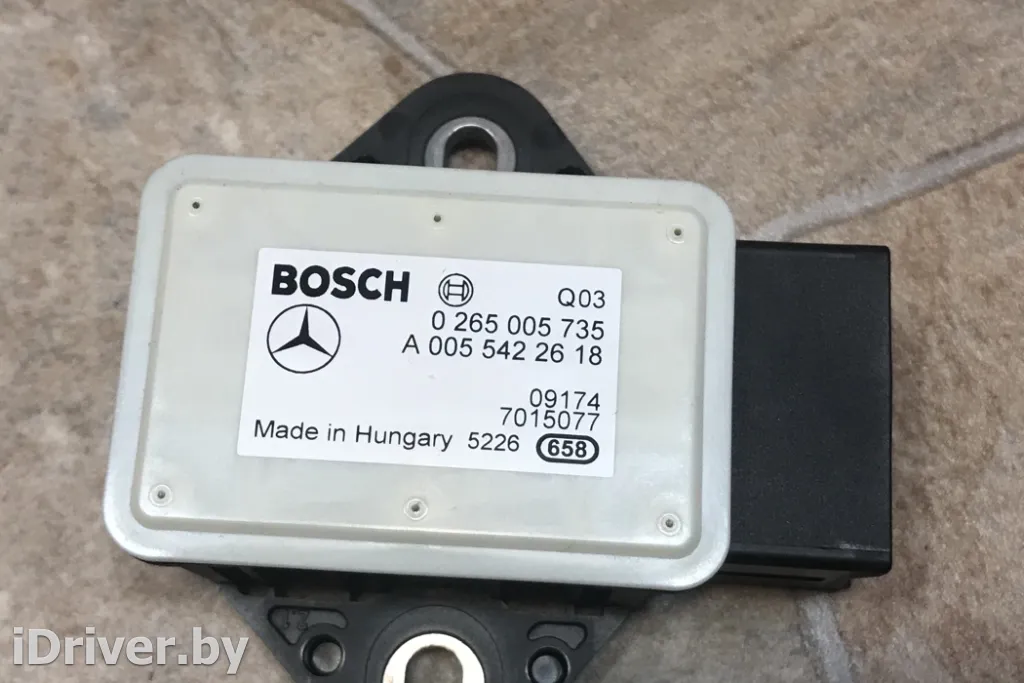 BOSCH
Q03
0 265 005 735
A 005 542 26 18
09174
7015077
Made in Hungary 5226 658
iDriver.by